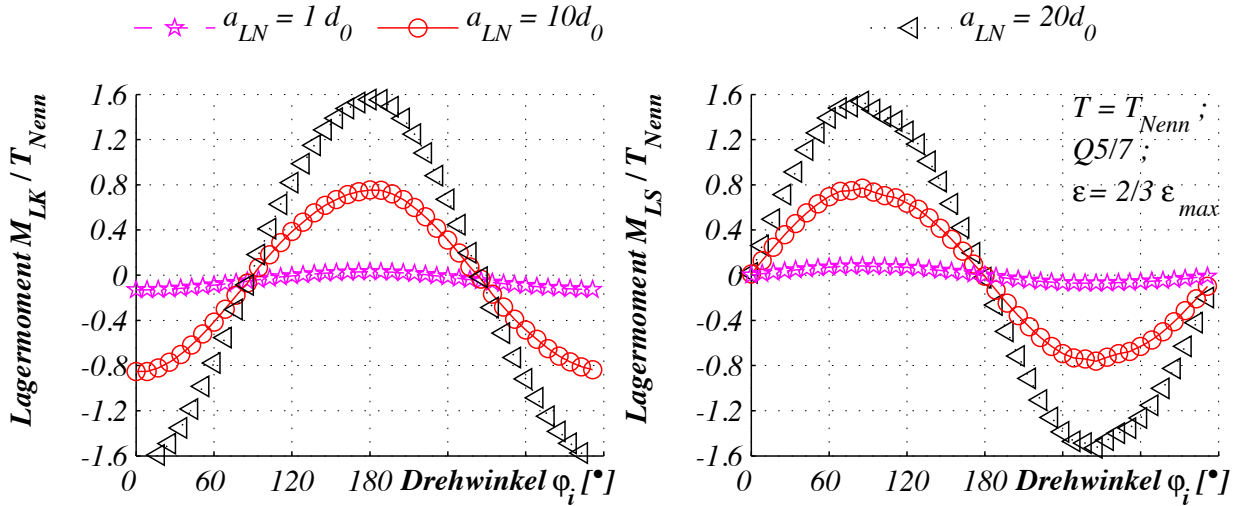 a_LN = 1 d_0 a_LN = 10d_0 a_LN = 20d_0
Lagermoment M_LK / T_Nenn
1.6
1.2
0.8
0.4
0
-0.4
-0.8
-1.2
-1.6
0 60 120 180 Drehwinkel φ_i [•]
Lagermoment M_LS / T_Nenn
1.6
1.2
0.8
0.4
0
-0.4
-0.8
-1.2
-1.6
0 60 120 180 Drehwinkel φ_i [•]
T = T_Nenn ;
Q5/7 ;
ε = 2/3 ε_max